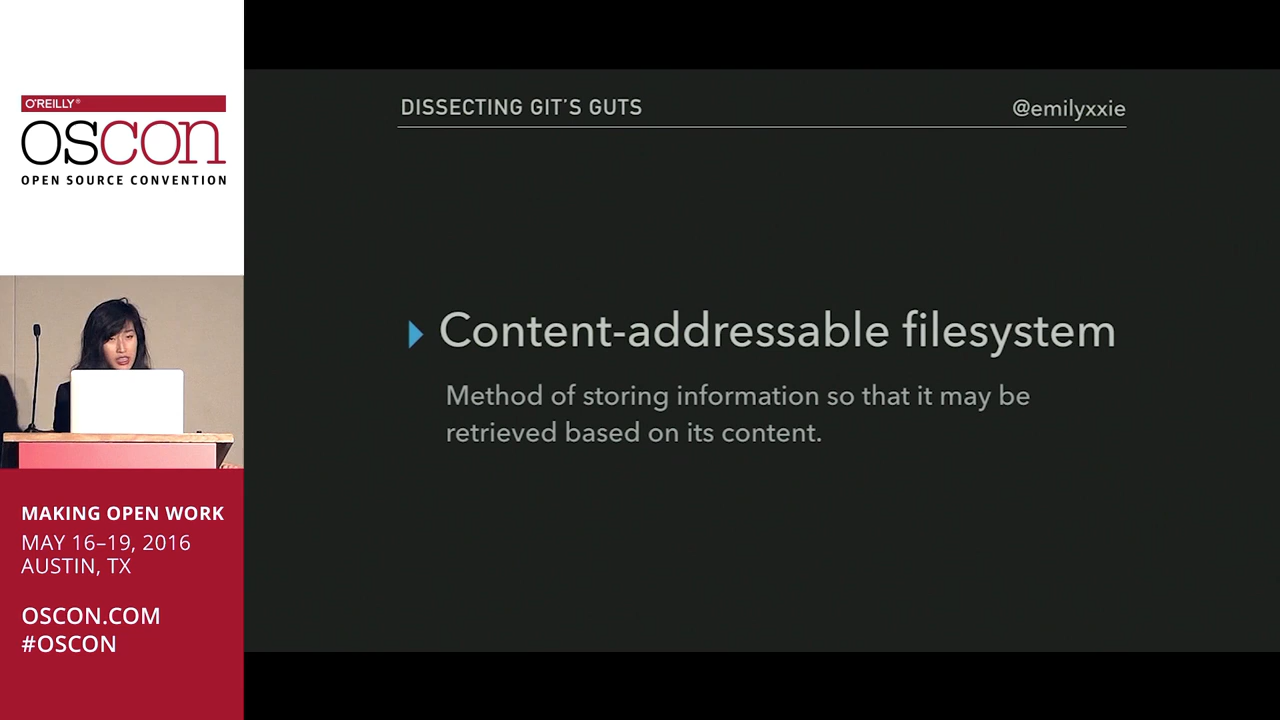 O'REILLY®
OSCON
OPEN SOURCE CONVENTION
MAKING OPEN WORK
MAY 16–19, 2016
AUSTIN, TX
OSCON.COM
#OSCON
DISSECTING GIT'S GUTS
@emilyxxie
Content-addressable filesystem
Method of storing information so that it may be
retrieved based on its content.